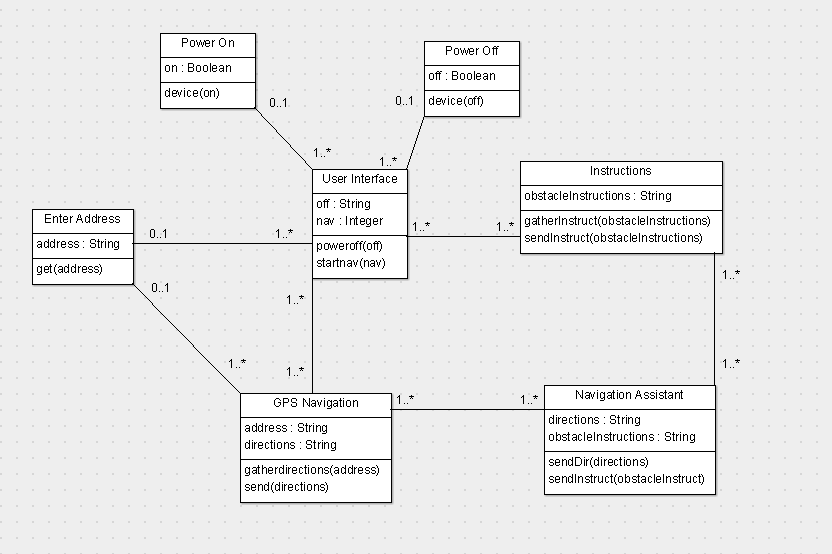 Power On
on : Boolean
device(on)
Power Off
off : Boolean
device(off)
0..1
0..1
1..*
1..*
User Interface
off : String
nav : Integer
poweroff(off)
startnav(nav)
Instructions
obstacleInstructions : String
gatherInstruct(obstacleInstructions)
sendInstruct(obstacleInstructions)
Enter Address
address : String
get(address)
0..1
1..*
1..*
1..*
0..1
1..*
1..*
1..*
1..*
1..*
GPS Navigation
address : String
directions : String
gatherdirections(address)
send(directions)
1..*
1..*
Navigation Assistant
directions : String
obstacleInstructions : String
sendDir(directions)
sendInstruct(obstacleInstruct)